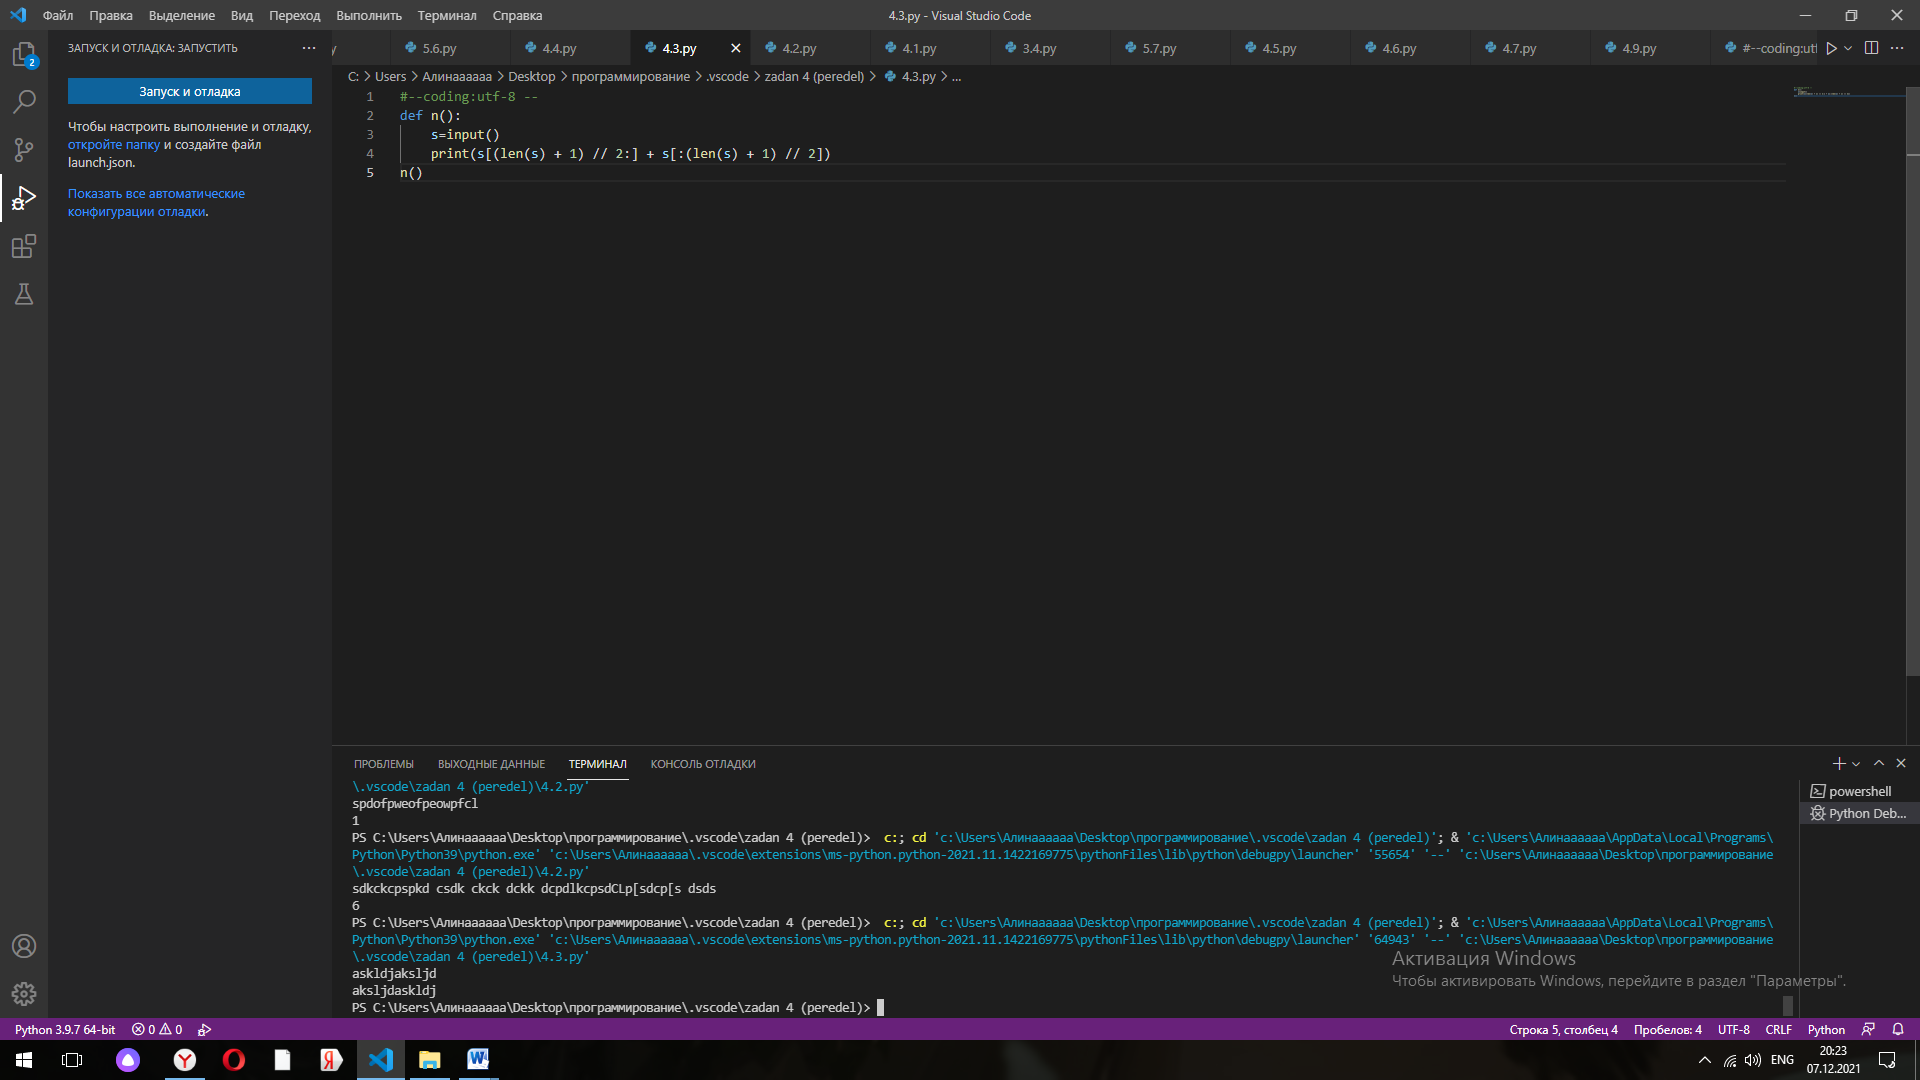 Файл Правка Выделение Вид Переход Выполнить Терминал Справка
4.3.py - Visual Studio Code
ЗАПУСК И ОТЛАДКА: ЗАПУСТИТЬ
5.6.py 4.4.py 4.3.py 4.2.py 4.1.py 3.4.py 5.7.py 4.5.py 4.6.py 4.7.py 4.9.py #--coding:utf
C: > Users > Алинаааааа > Desktop > программирование > .vscode > zadan 4 (peredel) > 4.3.py > ...
2
Запуск и отладка
Чтобы настроить выполнение и отладку,
откройте папку и создайте файл
launch.json.
Показать все автоматические
конфигурации отладки.
1 #--coding:utf-8 --
2 def n():
3 s=input()
4 print(s[(len(s) + 1) // 2:] + s[:(len(s) + 1) // 2])
5 n()
ПРОБЛЕМЫ ВЫХОДНЫЕ ДАННЫЕ ТЕРМИНАЛ КОНСОЛЬ ОТЛАДКИ
\.vscode\zadan 4 (peredel)\4.2.py'
spdofpweofpeowpfcl
1
PS C:\Users\Алинаааааа\Desktop\программирование\.vscode\zadan 4 (peredel)>  c:; cd 'c:\Users\Алинаааааа\Desktop\программирование\.vscode\zadan 4 (peredel)'; & 'c:\Users\Алинаааааа\AppData\Local\Programs\
Python\Python39\python.exe' 'c:\Users\Алинаааааа\.vscode\extensions\ms-python.python-2021.11.1422169775\pythonFiles\lib\python\debugpy\launcher' '55654' '--' 'c:\Users\Алинаааааа\Desktop\программирование
\.vscode\zadan 4 (peredel)\4.2.py'
sdkckcpspkd csdk ckck dckk dcpdlkcpsdCLp[sdcp[s dsds
6
PS C:\Users\Алинаааааа\Desktop\программирование\.vscode\zadan 4 (peredel)>  c:; cd 'c:\Users\Алинаааааа\Desktop\программирование\.vscode\zadan 4 (peredel)'; & 'c:\Users\Алинаааааа\AppData\Local\Programs\
Python\Python39\python.exe' 'c:\Users\Алинаааааа\.vscode\extensions\ms-python.python-2021.11.1422169775\pythonFiles\lib\python\debugpy\launcher' '64943' '--' 'c:\Users\Алинаааааа\Desktop\программирование
\.vscode\zadan 4 (peredel)\4.3.py'
askldjaksljd
aksljdaskldj
PS C:\Users\Алинаааааа\Desktop\программирование\.vscode\zadan 4 (peredel)>
powershell
Python Deb...
Активация Windows
Чтобы активировать Windows, перейдите в раздел "Параметры".
Python 3.9.7 64-bit 0 0 Строка 5, столбец 4 Пробелов: 4 UTF-8 CRLF Python
ENG
20:23
07.12.2021